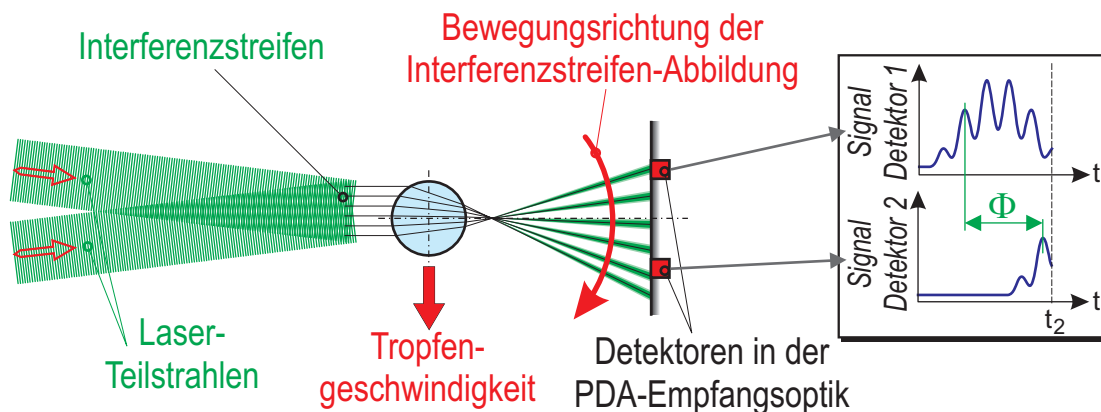 Interferenzstreifen
Bewegungsrichtung der
Interferenzstreifen-Abbildung
Laser-
Teilstrahlen
Tropfen-
geschwindigkeit
Detektoren in der
PDA-Empfangsoptik
Signal
Detektor 1
t
Φ
Signal
Detektor 2
t
t2